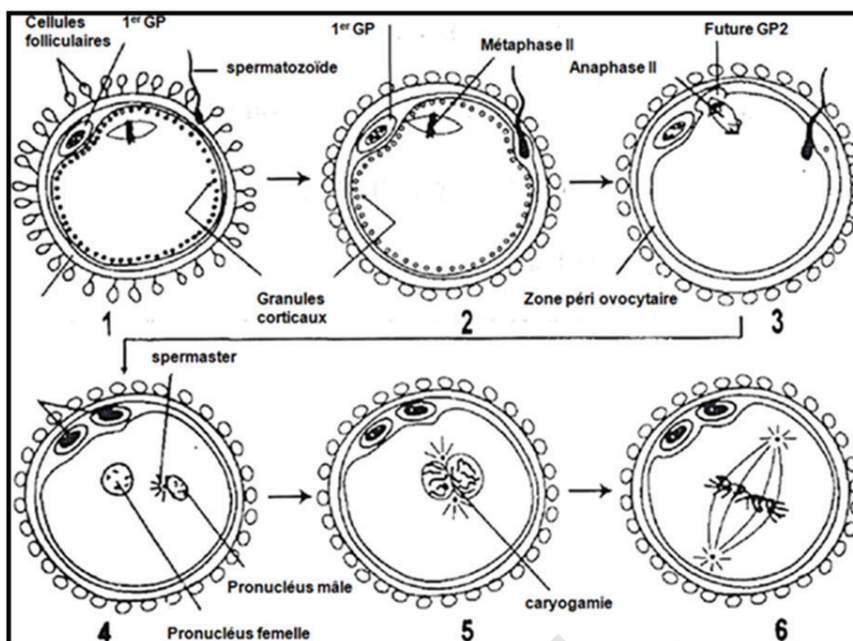 Cellules
folliculaires
1er GP
spermatozoïde
1er GP
Métaphase II
Future GP2
Anaphase II
Granules
corticaux
Zone péri ovocytaire
1
2
3
spermaster
Pronucléus mâle
Pronucléus femelle
caryogamie
4
5
6